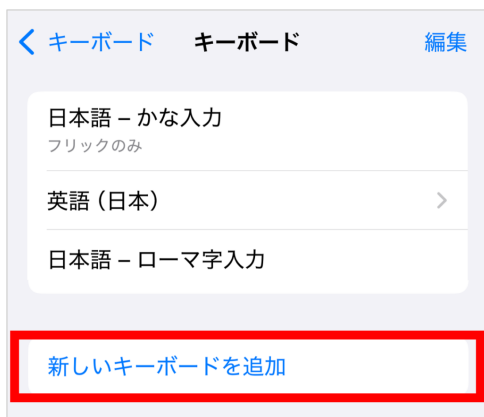 キーボード キーボード 編集
日本語 – かな入力
フリックのみ
英語（日本）
日本語 – ローマ字入力
新しいキーボードを追加